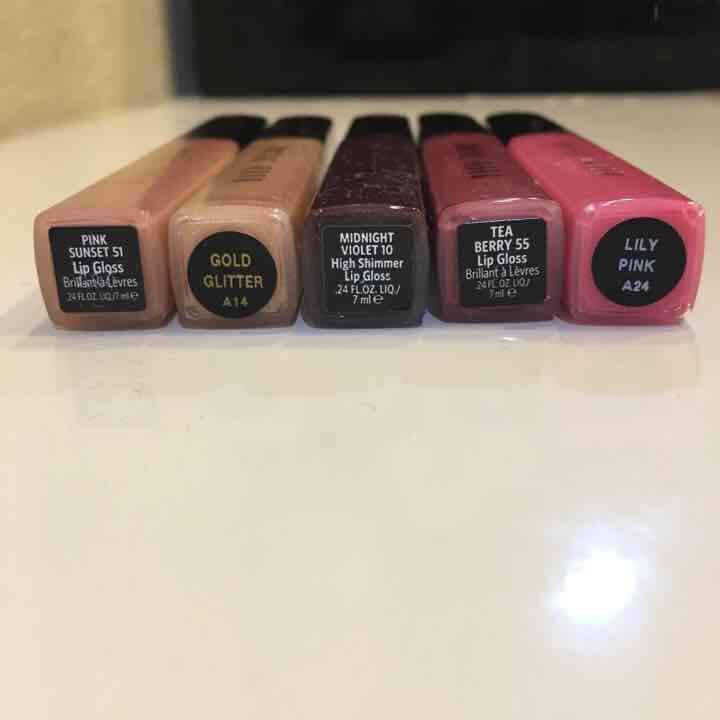 PINK
SUNSET 51
Lip Gloss
Brillant à Lèvres
.24 FL.OZ. LIQ./7 ml e
GOLD
GLITTER
A14
MIDNIGHT
VIOLET 10
High Shimmer
Lip Gloss
.24 FL.OZ. LIQ./
7 ml e
TEA
BERRY 55
Lip Gloss
Brillant à Lèvres
.24 FL.OZ. LIQ./
7 ml e
LILY
PINK
A24